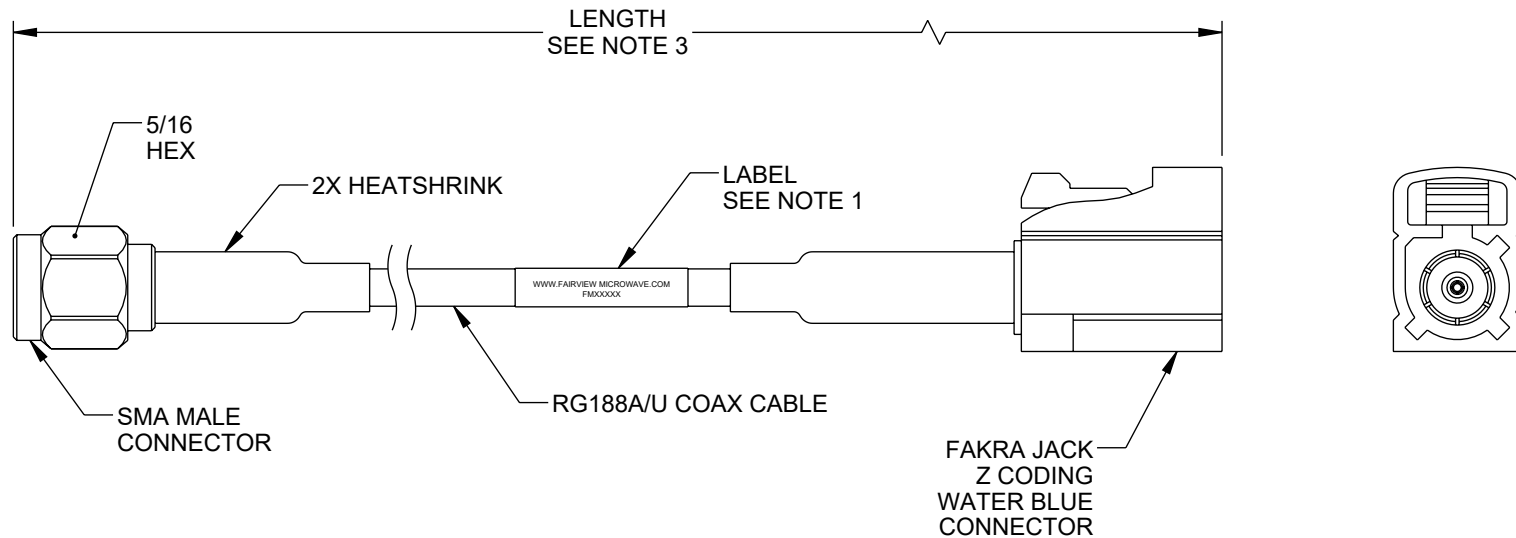 LENGTH
SEE NOTE 3
5/16
HEX
2X HEATSHRINK
LABEL
SEE NOTE 1
WWW.FAIRVIEW MICROWAVE.COM
FMXXXXX
RG188A/U COAX CABLE
SMA MALE
CONNECTOR
FAKRA JACK
Z CODING
WATER BLUE
CONNECTOR